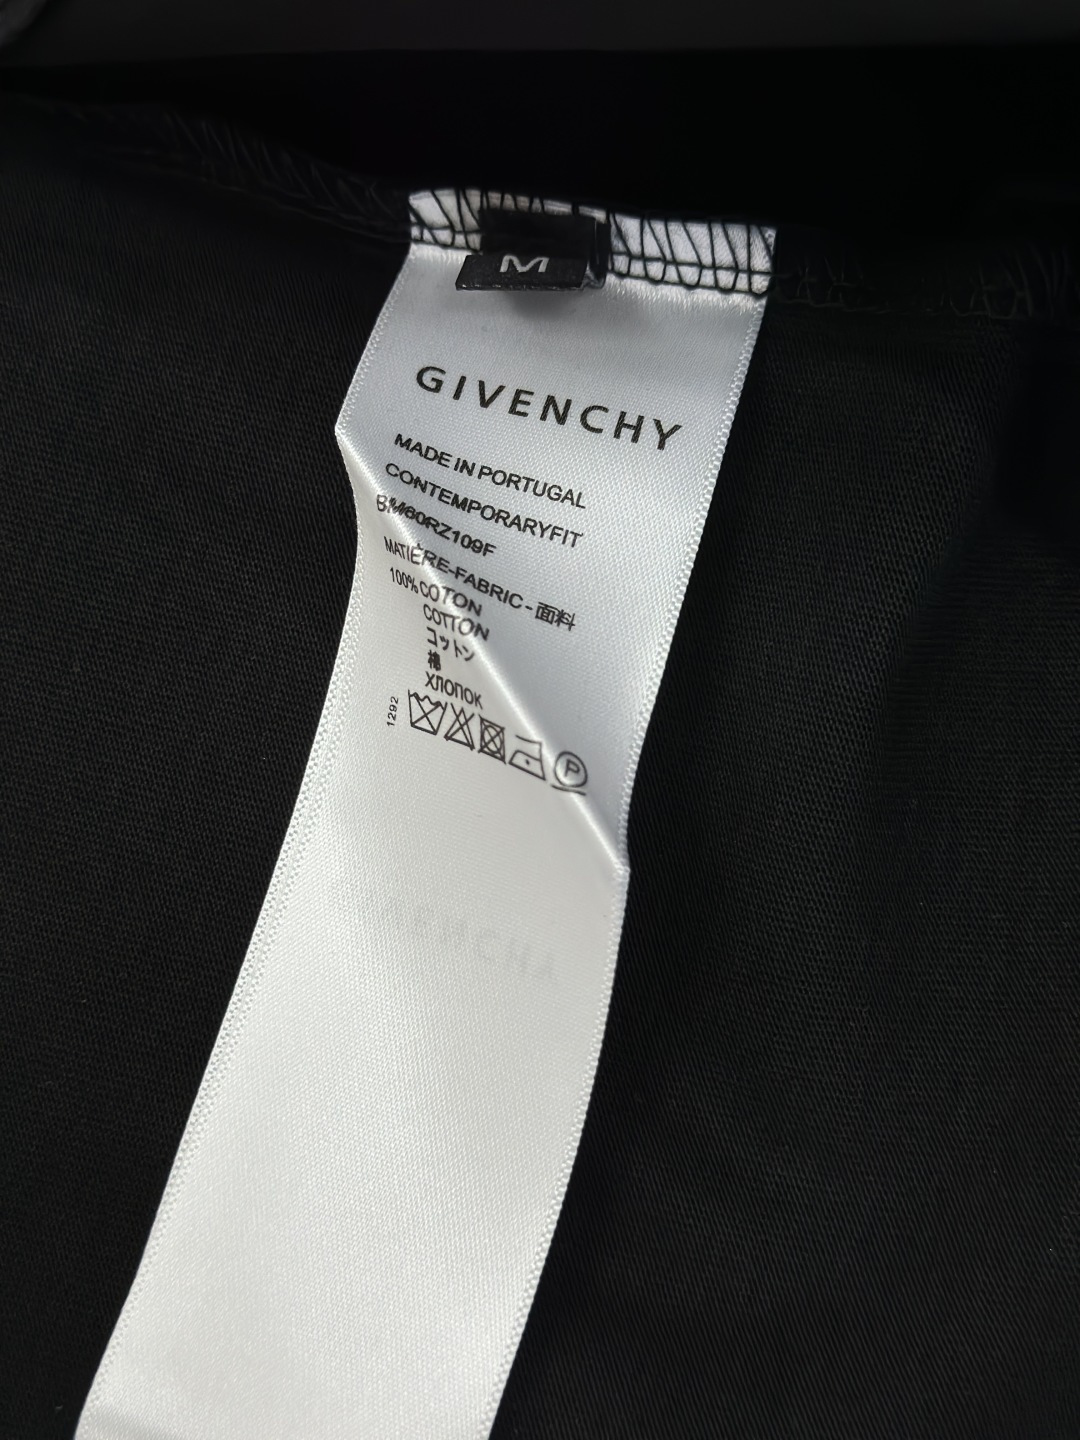 M
GIVENCHY
MADE IN PORTUGAL
CONTEMPORARYFIT
BM60RZ109F
MATIÈRE-FABRIC - 面料
100% COTON
COTTON
コットン
棉
ХЛОПОК
1292
P